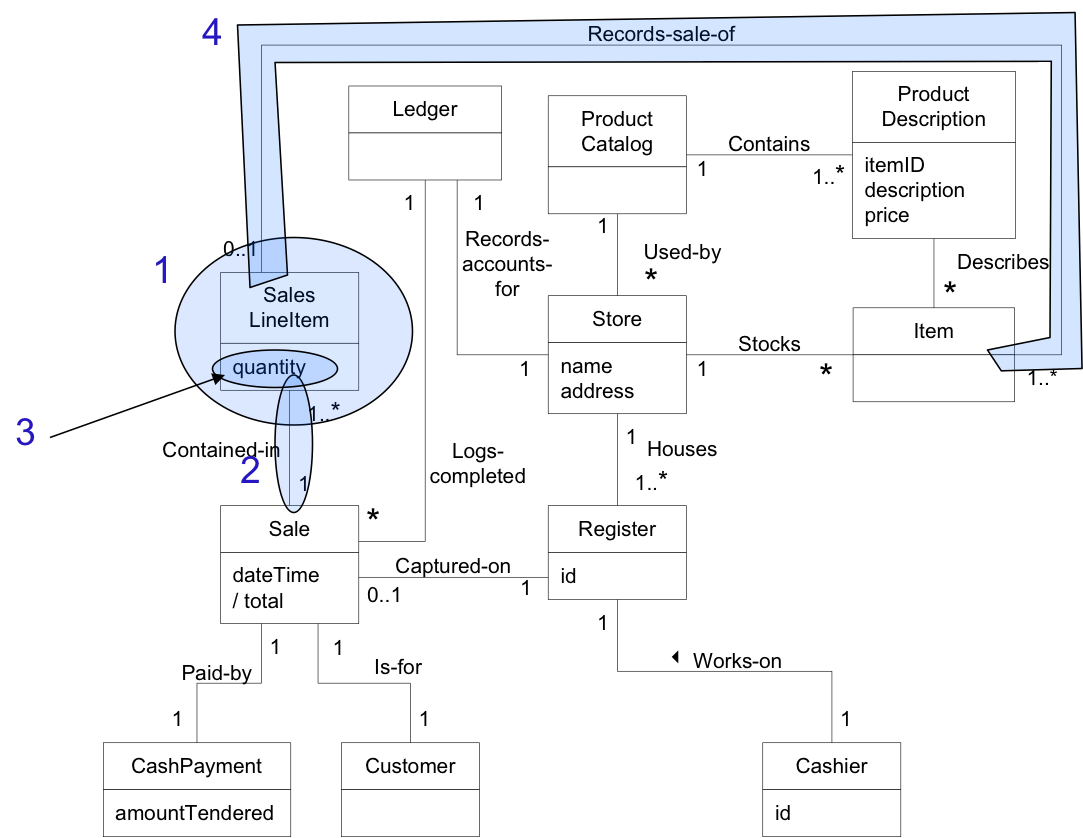 4
Records-sale-of
Ledger
Product
Catalog
Product
Description
Contains
1
1..*
itemID
description
price
1
1
1
0..1
Records-
accounts-
for
Used-by
*
Describes
*
1
Sales
LineItem
quantity
Store
name
address
1
1
Stocks
*
Item
1..*
3
1..*
Contained-in
2
1
Logs-
completed
1
Houses
1..*
Sale
dateTime
/ total
*
Captured-on
0..1
1
Register
id
1
1
1
Paid-by
Is-for
Works-on
1
1
1
CashPayment
amountTendered
Customer
Cashier
id